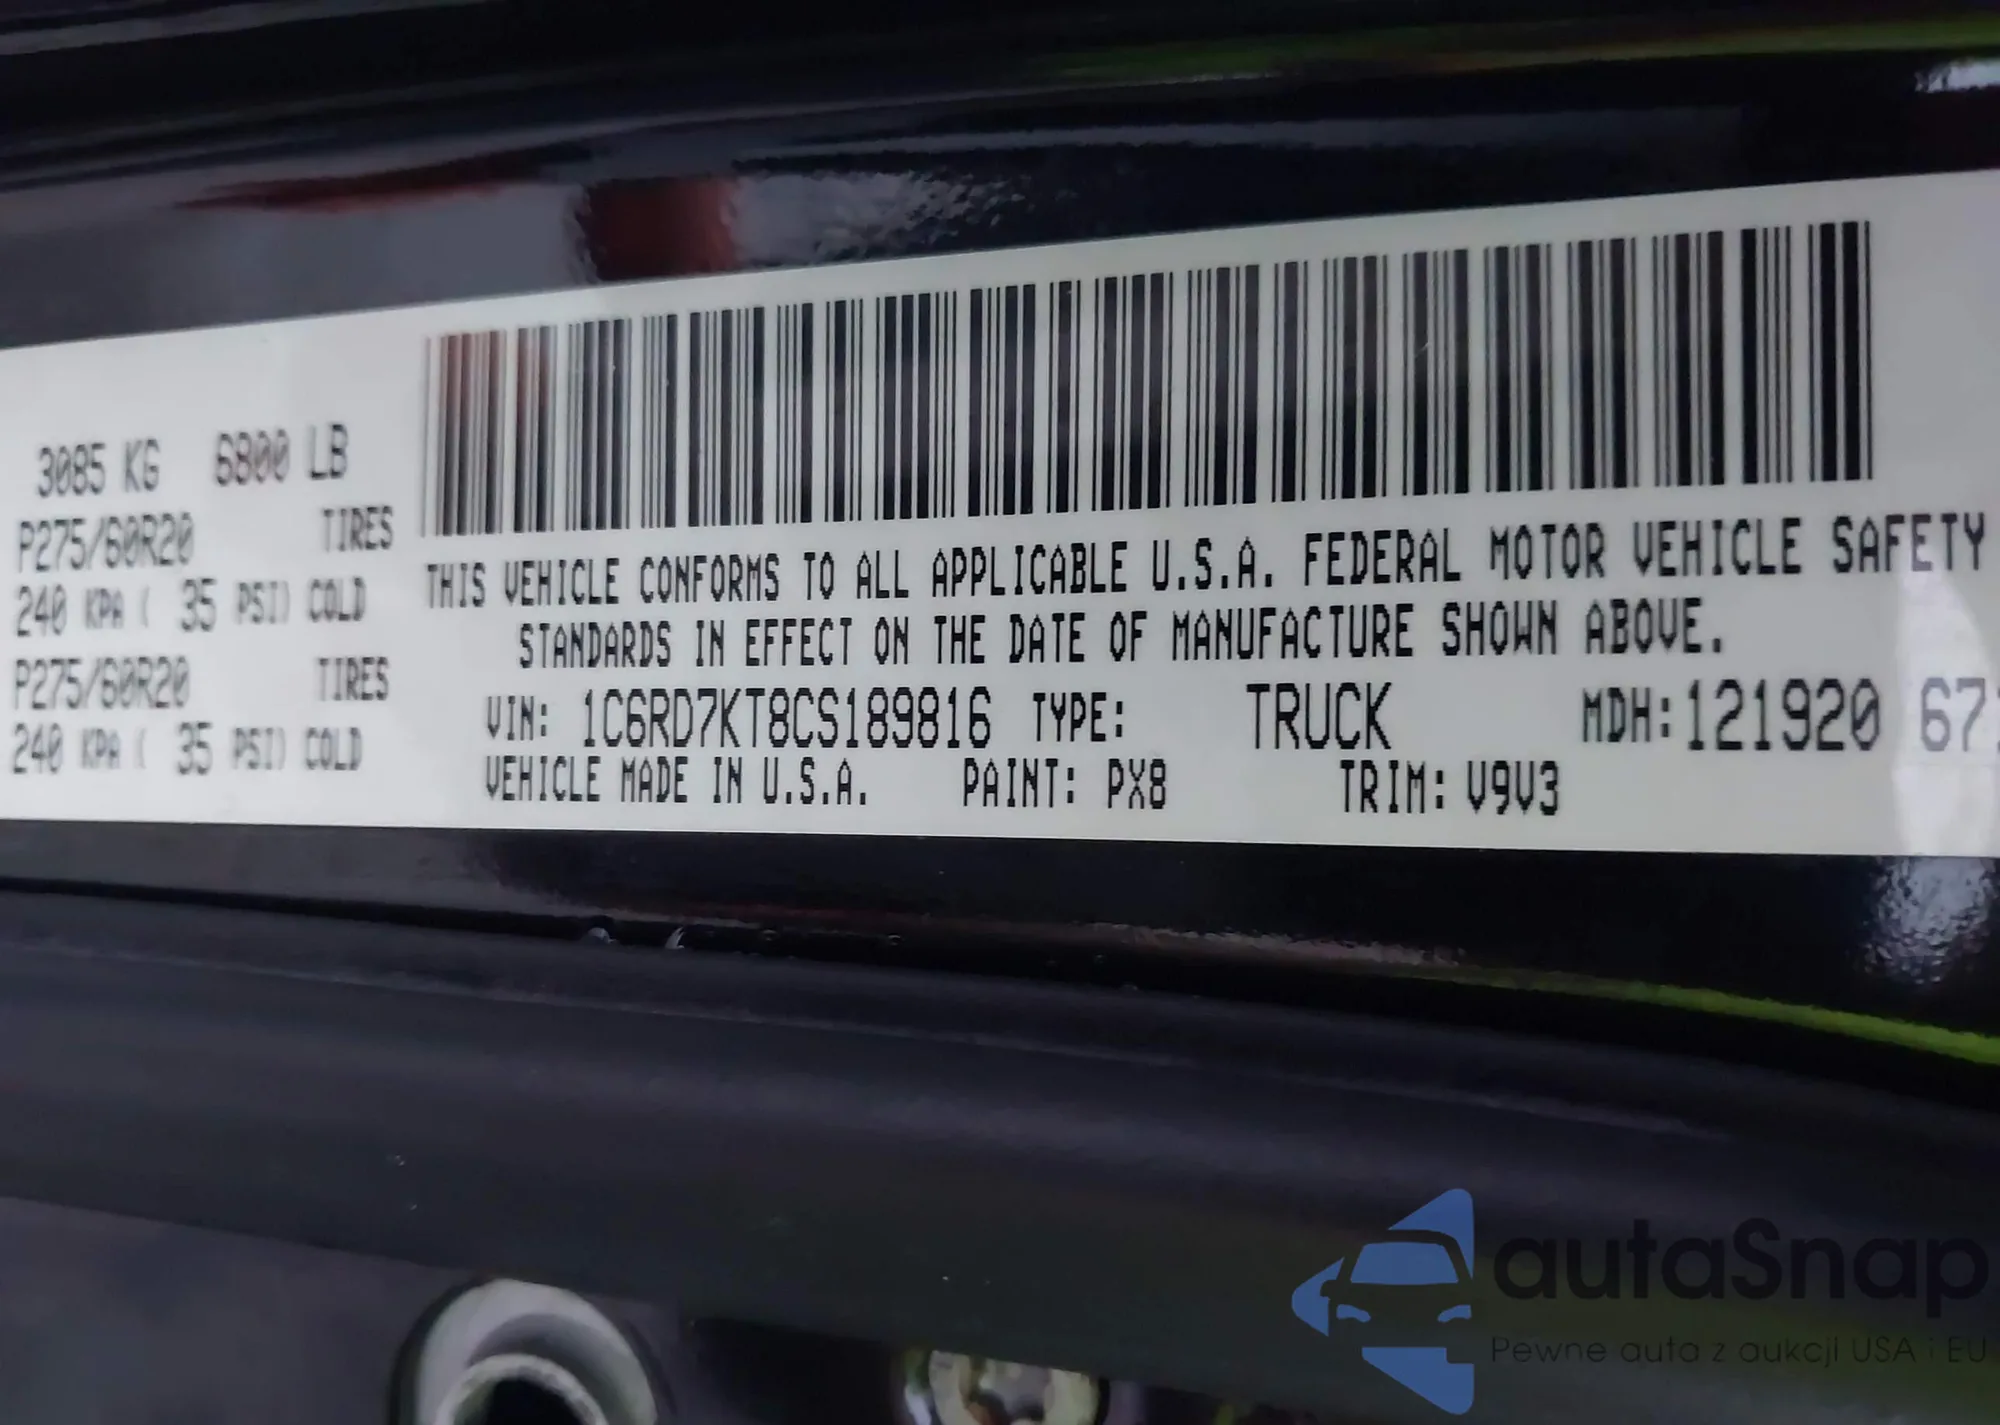 3085 KG 6800 LB
P275/60R20 TIRES
240 KPA ( 35 PSI) COLD
P275/60R20 TIRES
240 KPA ( 35 PSI) COLD
THIS VEHICLE CONFORMS TO ALL APPLICABLE U.S.A. FEDERAL MOTOR VEHICLE SAFETY
STANDARDS IN EFFECT ON THE DATE OF MANUFACTURE SHOWN ABOVE.
VIN: 1C6RD7KT8CS189816 TYPE: TRUCK MDH:121920 67
VEHICLE MADE IN U.S.A. PAINT: PX8 TRIM: V9V3
autaSnap
Pewne auta z aukcji USA i EU